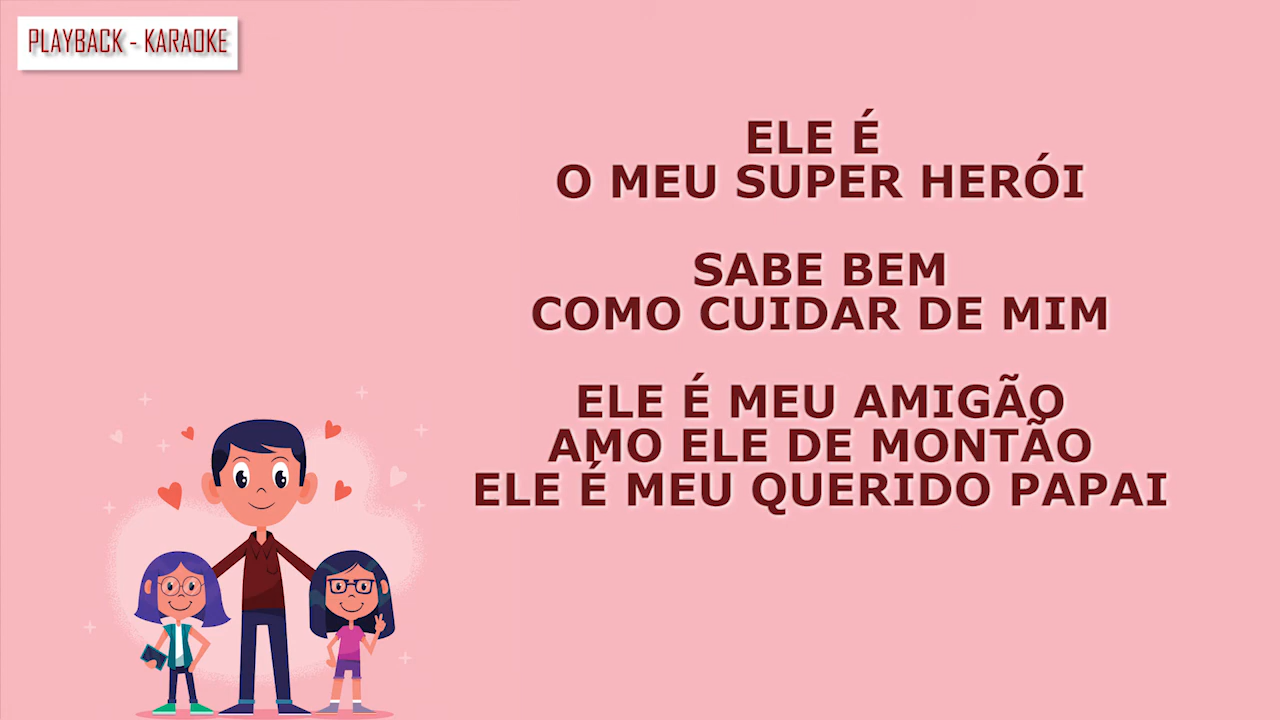 PLAYBACK - KARAOKE
ELE É
O MEU SUPER HERÓI
SABE BEM
COMO CUIDAR DE MIM
ELE É MEU AMIGÃO
AMO ELE DE MONTÃO
ELE É MEU QUERIDO PAPAI